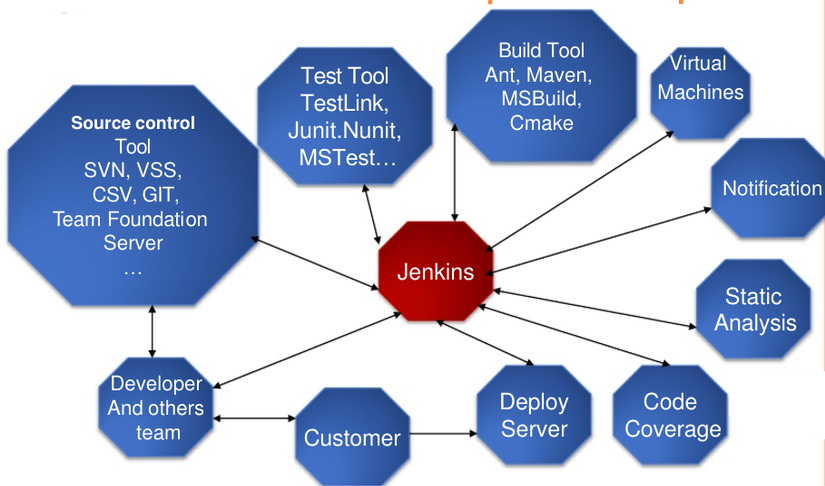 Source control
Tool
SVN, VSS,
CSV, GIT,
Team Foundation
Server
...
Test Tool
TestLink,
Junit.Nunit,
MSTest...
Build Tool
Ant, Maven,
MSBuild,
Cmake
Virtual
Machines
Notification
Jenkins
Static
Analysis
Developer
And others
team
Customer
Deploy
Server
Code
Coverage